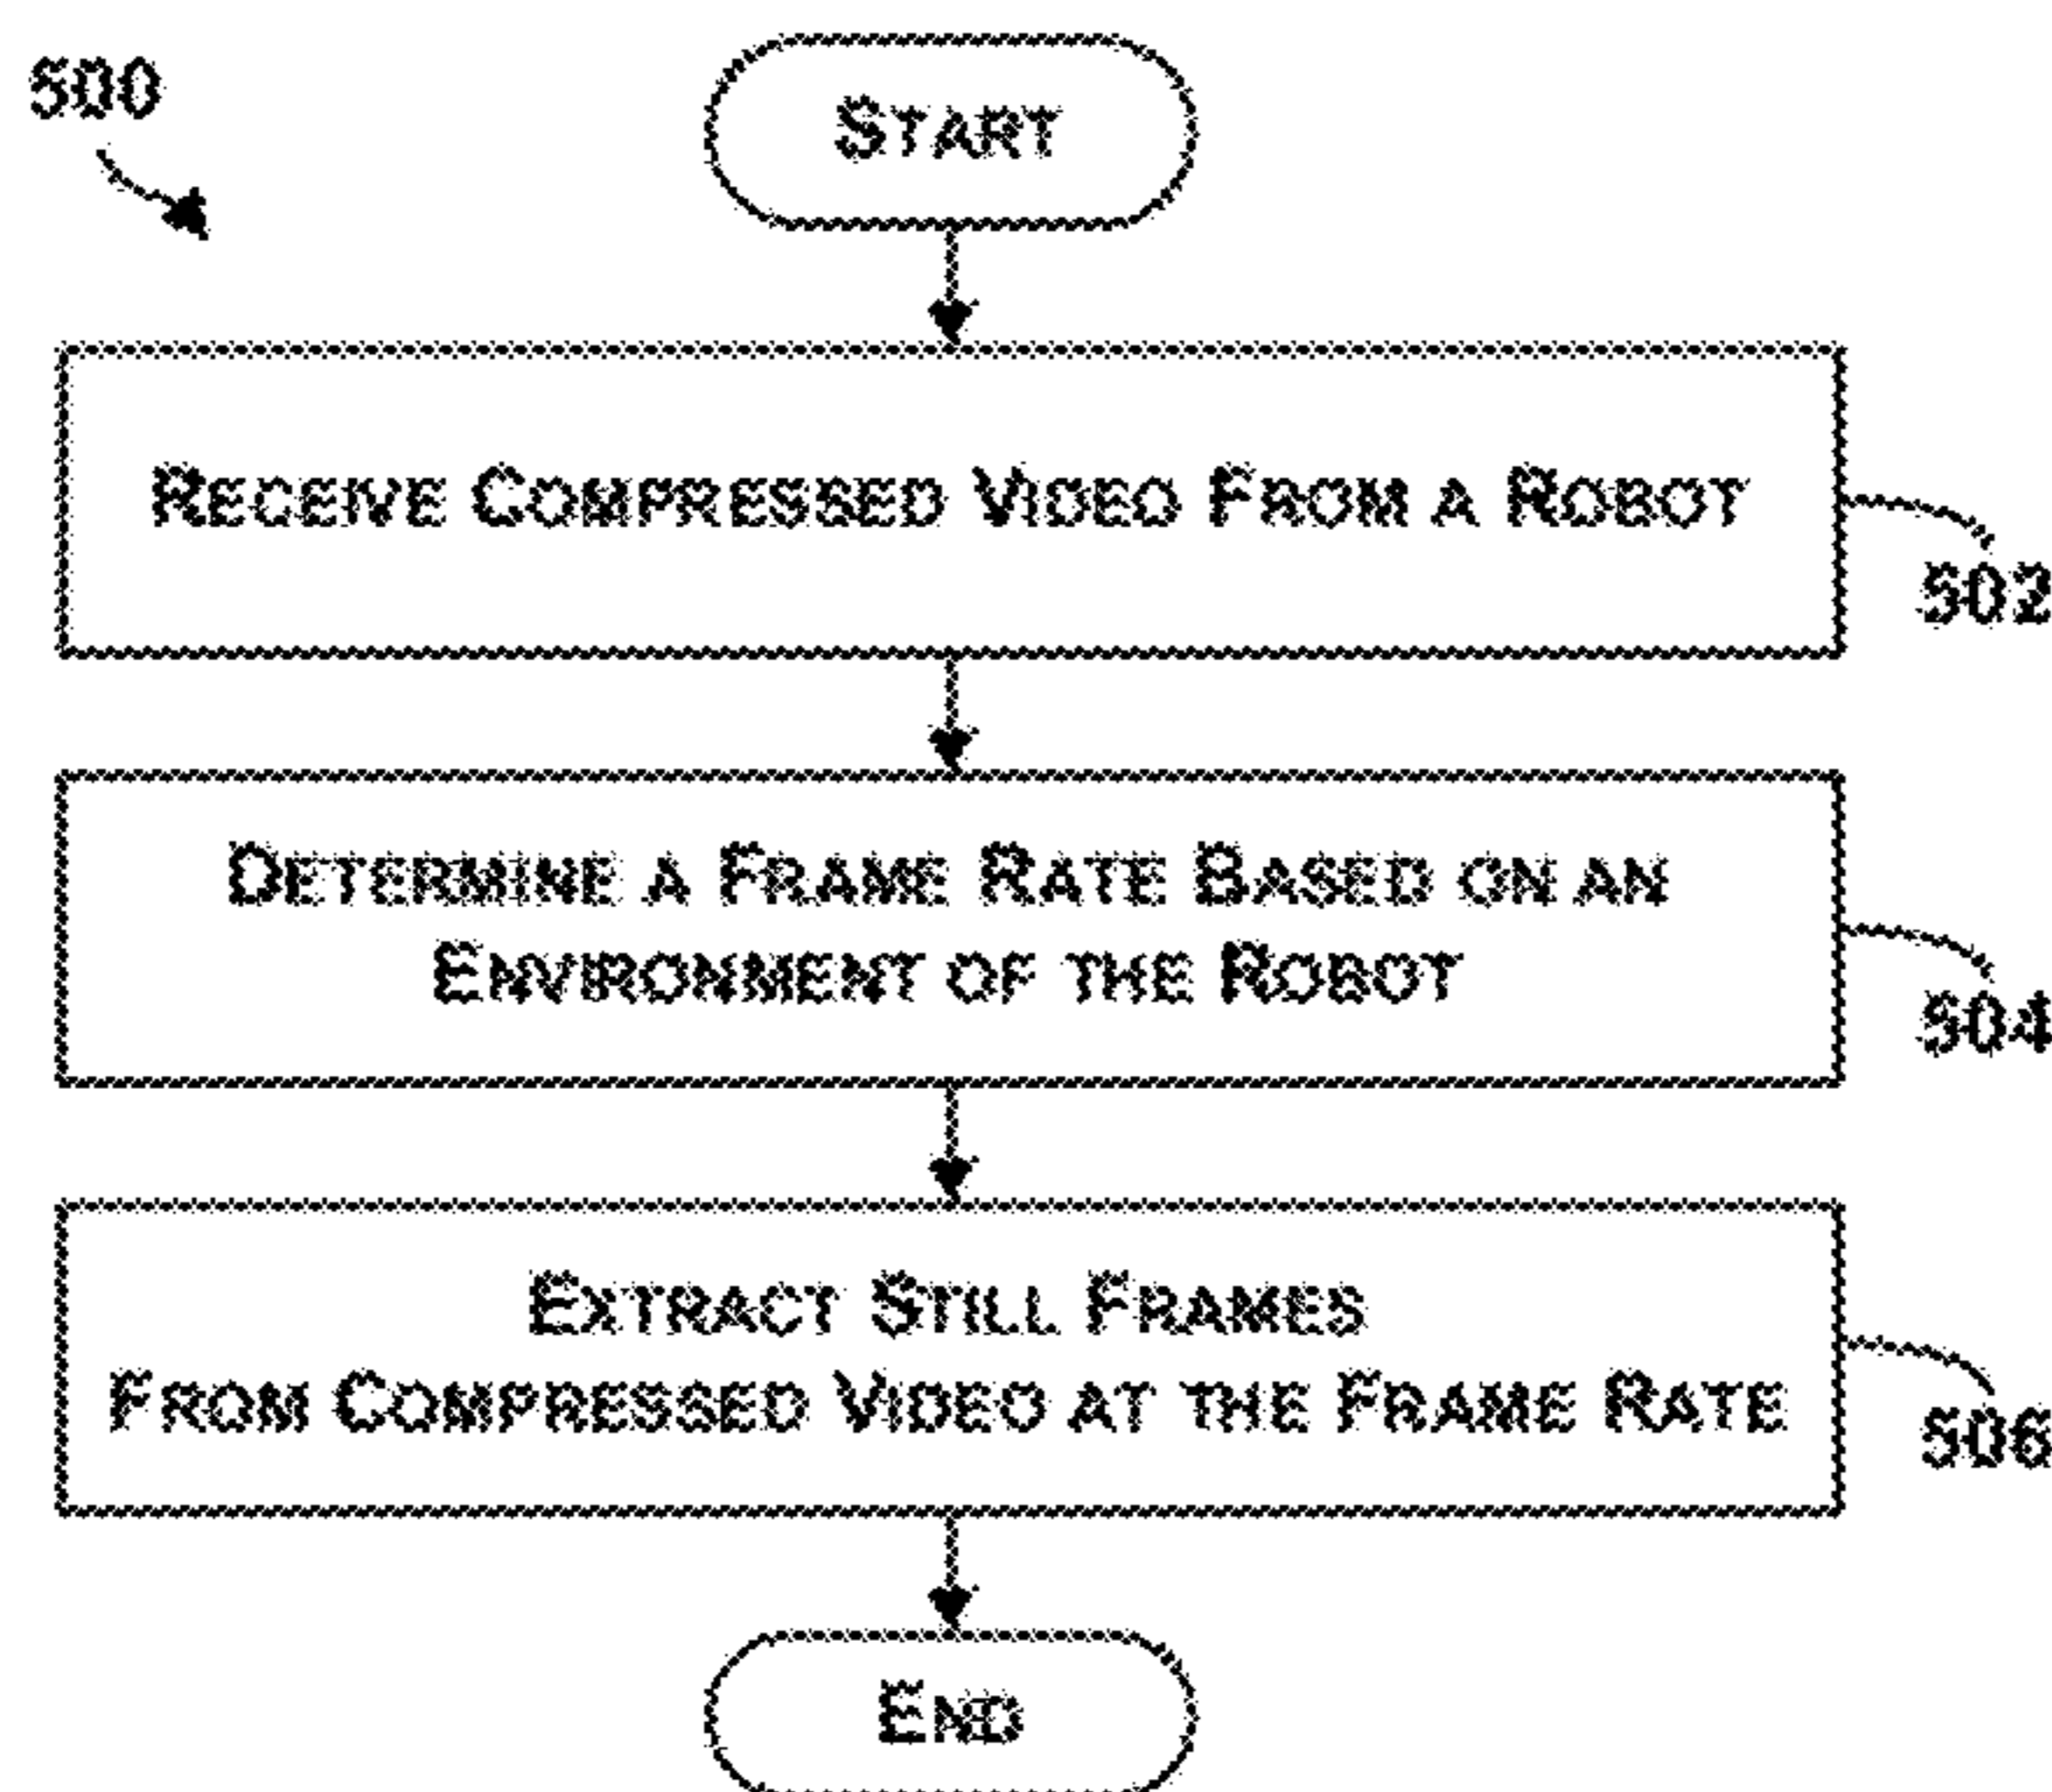 500
START
RECEIVE COMPRESSED VIDEO FROM A ROBOT
502
DETERMINE A FRAME RATE BASED ON AN
ENVIRONMENT OF THE ROBOT
504
EXTRACT STILL FRAMES
FROM COMPRESSED VIDEO AT THE FRAME RATE
506
END